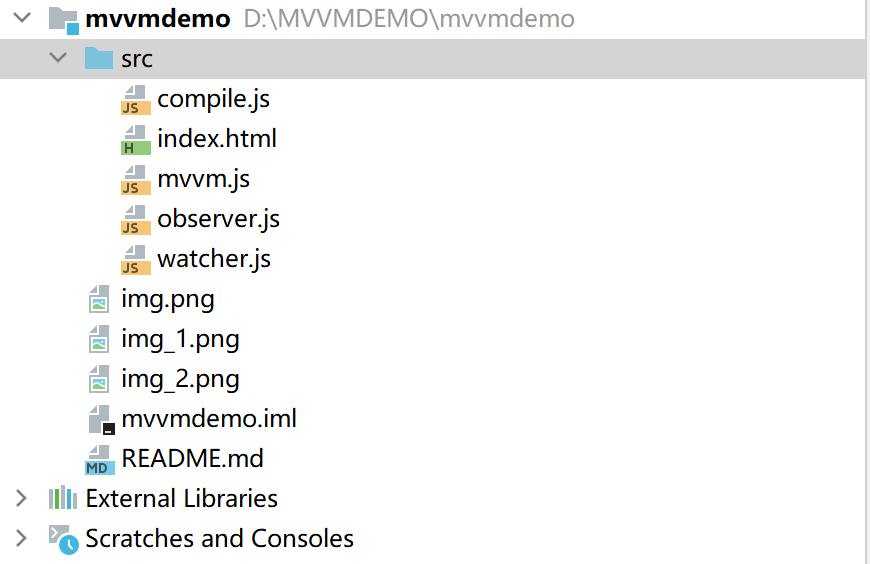 mvvmdemo D:\MVVMDEMO\mvvmdemo
src
JS compile.js
H index.html
JS mvvm.js
JS observer.js
JS watcher.js
img.png
img_1.png
img_2.png
mvvmdemo.iml
MD README.md
External Libraries
Scratches and Consoles